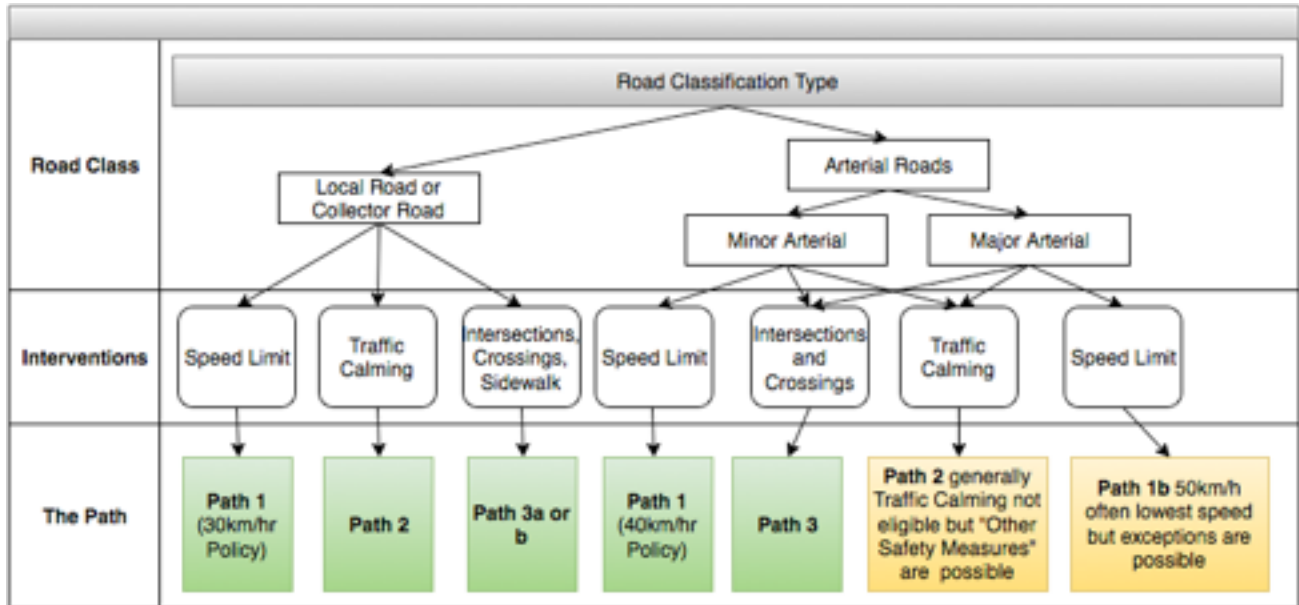 Road Classification Type
Road Class
Local Road or
Collector Road
Arterial Roads
Minor Arterial
Major Arterial
Interventions
Speed Limit
Traffic
Calming
Intersections,
Crossings,
Sidewalk
Speed Limit
Intersections
and
Crossings
Traffic
Calming
Speed Limit
The Path
Path 1
(30km/hr
Policy)
Path 2
Path 3a or
b
Path 1
(40km/hr
Policy)
Path 3
Path 2 generally
Traffic Calming not
eligible but "Other
Safety Measures"
are possible
Path 1b 50km/h
often lowest speed
but exceptions are
possible